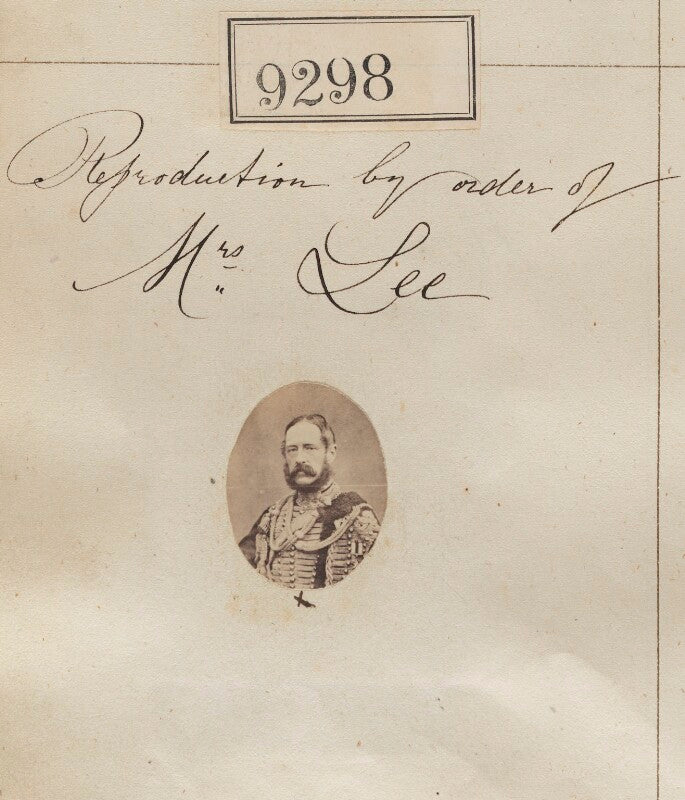 9298
Reproduction by order of
Mrs Lee
x